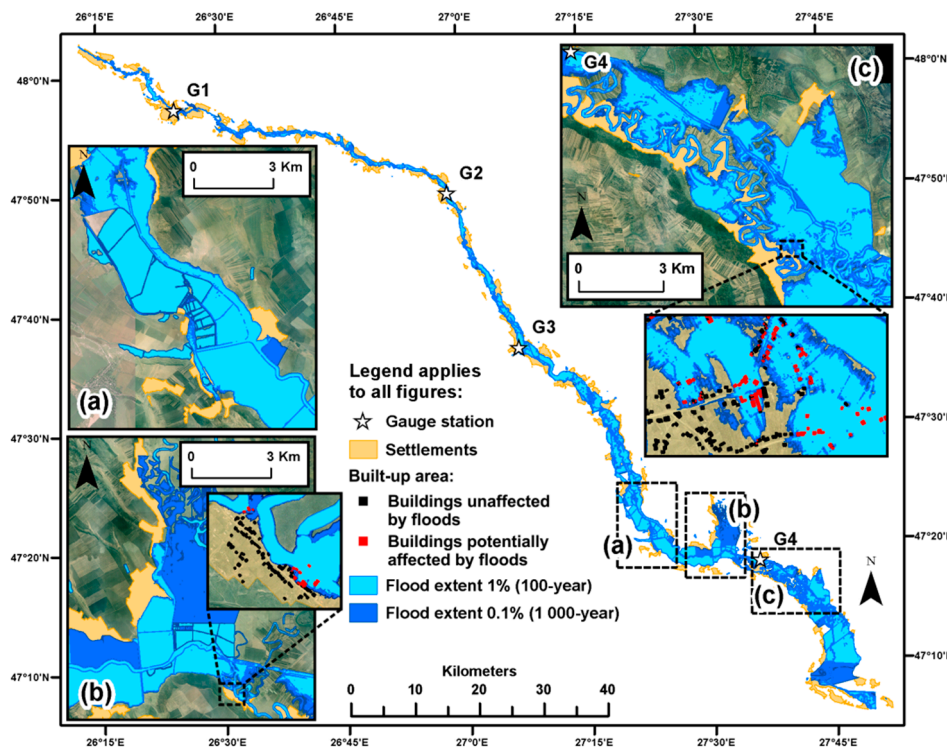 26°15'E 26°30'E 26°45'E 27°0'E 27°15'E 27°30'E 27°45'E
48°0'N
47°50'N
47°40'N
47°30'N
47°20'N
47°10'N
G1
G2
G3
G4
N
0 3 Km
(a)
N
0 3 Km
(b)
G4
(c)
N
0 3 Km
Legend applies
to all figures:
Gauge station
Settlements
Built-up area:
Buildings unaffected
by floods
Buildings potentially
affected by floods
Flood extent 1% (100-year)
Flood extent 0.1% (1 000-year)
Kilometers
0 5 10 20 30 40
(a)
(b)
(c)
N
48°0'N
47°50'N
47°40'N
47°30'N
47°20'N
47°10'N
26°15'E 26°30'E 26°45'E 27°0'E 27°15'E 27°30'E 27°45'E